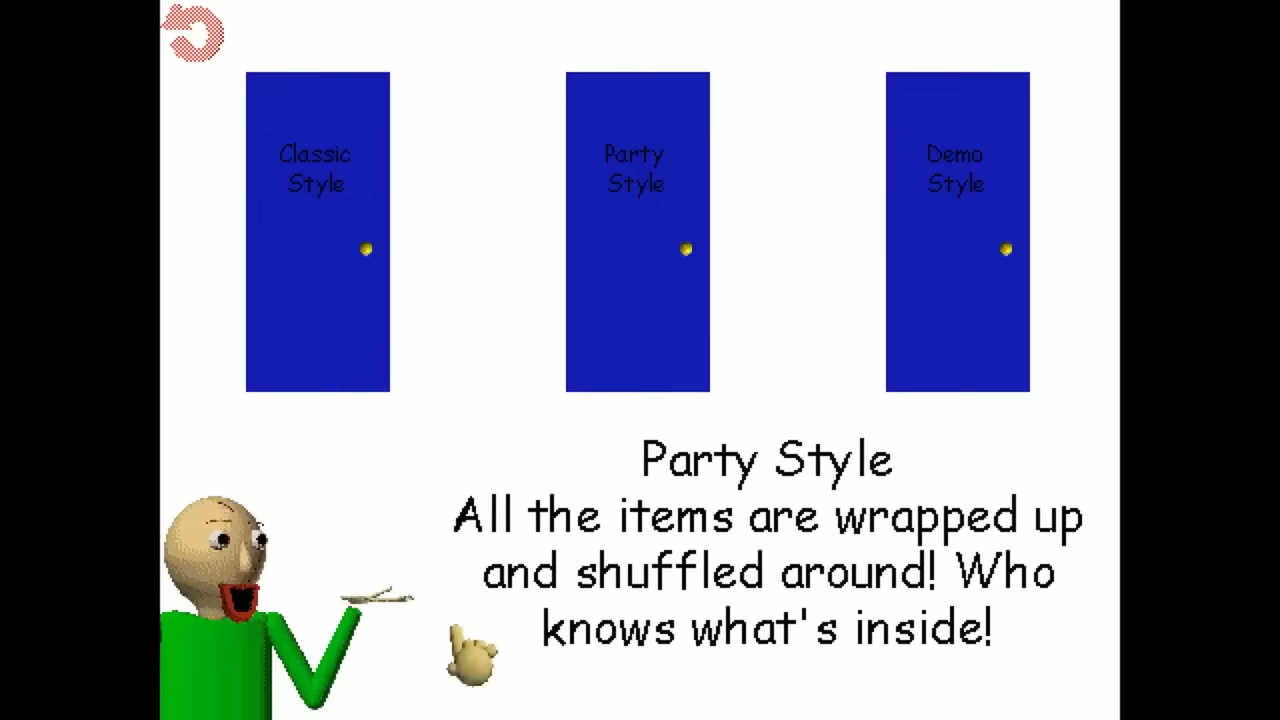 Classic
Style
Party
Style
Demo
Style
Party Style
All the items are wrapped up
and shuffled around! Who
knows what's inside!